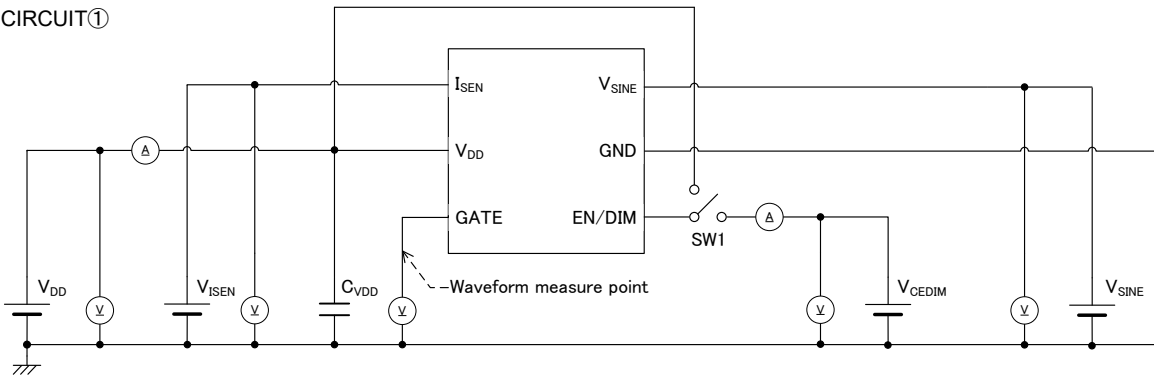 CIRCUIT①
ISEN
VSINE
A
VDD
GND
GATE
EN/DIM
A
SW1
Waveform measure point
VDD
V
VISEN
V
CVDD
V
V
VCEDIM
V
VSINE